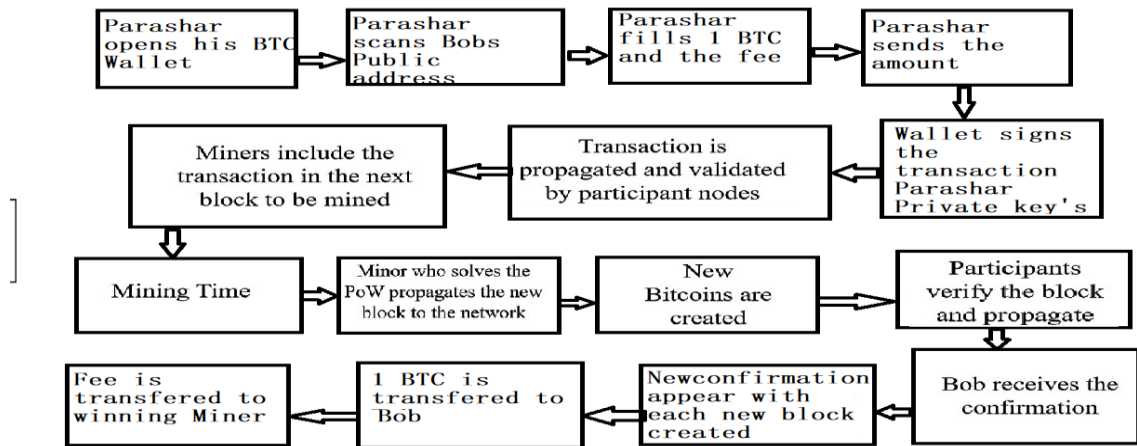 Parashar
opens his BTC
Wallet
Parashar
scans Bobs
Public
address
Parashar
fills 1 BTC
and the fee
Parashar
sends the
amount
Wallet signs
the
transaction
Parashar
Private key's
Transaction is
propagated and validated
by participant nodes
Miners include the
transaction in the next
block to be mined
Mining Time
Minor who solves the
PoW propagates the new
block to the network
New
Bitcoins are
created
Participants
verify the block
and propagate
Bob receives the
confirmation
Newconfirmation
appear with
each new block
created
1 BTC is
transfered to
Bob
Fee is
transfered to
winning Miner